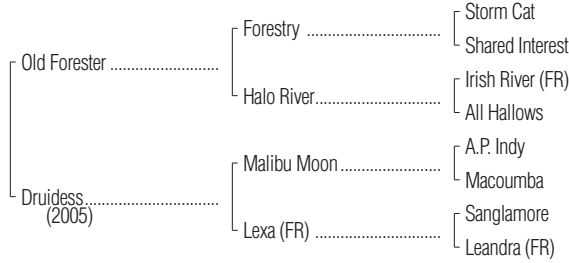 Storm Cat
Forestry
Shared Interest
Old Forester
Irish River (FR)
Halo River
All Hallows
A.P. Indy
Malibu Moon
Macoumba
Druidess
(2005)
Sanglamore
Lexa (FR)
Leandra (FR)